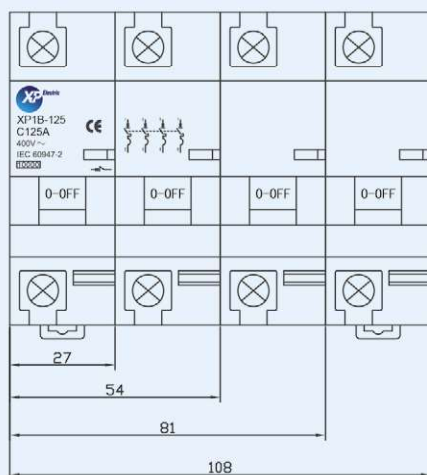 XP Electric
XP1B-125
C125A
CE
400V～
IEC 60947-2
10000
0-OFF 0-OFF 0-OFF 0-OFF
27
54
81
108